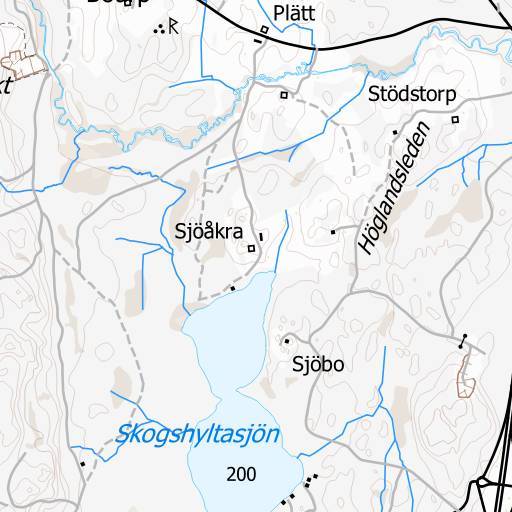 Plätt
R
Stödstorp
Höglandsleden
Sjöåkra
Sjöbo
Skogshyltasjön
200